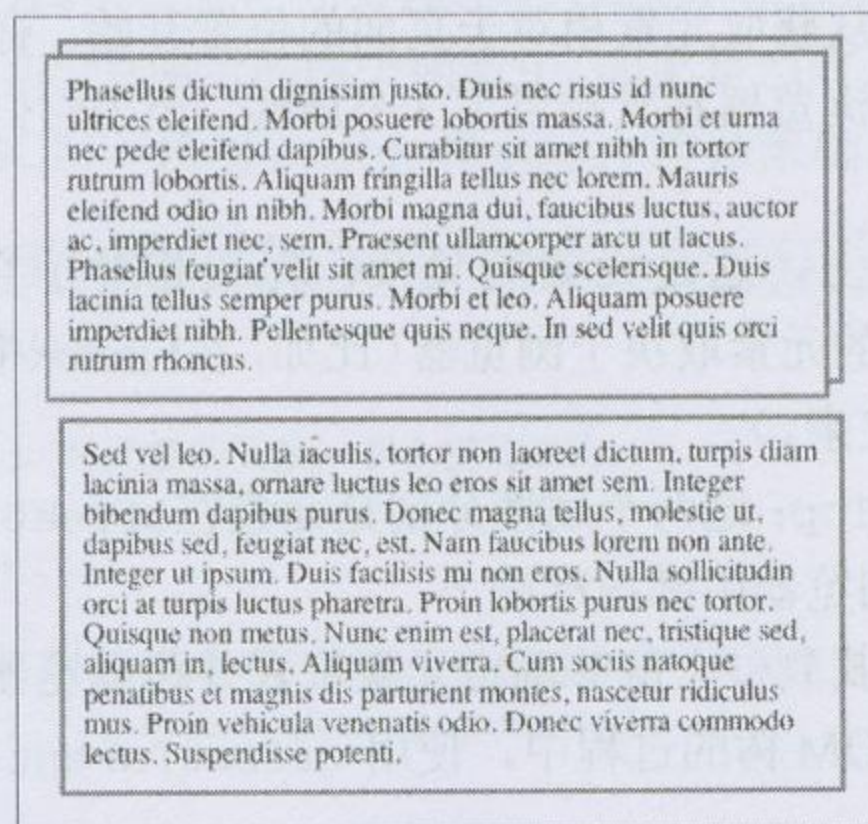 Phasellus dictum dignissim justo. Duis nec risus id nunc
ultrices eleifend. Morbi posuere lobortis massa. Morbi et urna
nec pede eleifend dapibus. Curabitur sit amet nibh in tortor
rutrum lobortis. Aliquam fringilla tellus nec lorem. Mauris
eleifend odio in nibh. Morbi magna dui, faucibus luctus, auctor
ac, imperdiet nec, sem. Praesent ullamcorper arcu ut lacus.
Phasellus feugiat velit sit amet mi. Quisque scelerisque. Duis
lacinia tellus semper purus. Morbi et leo. Aliquam posuere
imperdiet nibh. Pellentesque quis neque. In sed velit quis orci
rutrum rhoncus.
Sed vel leo. Nulla iaculis, tortor non laoreet dictum, turpis diam
lacinia massa, ornare luctus leo eros sit amet sem. Integer
bibendum dapibus purus. Donec magna tellus, molestie ut,
dapibus sed, feugiat nec, est. Nam faucibus lorem non ante.
Integer ut ipsum. Duis facilisis mi non eros. Nulla sollicitudin
orci at turpis luctus pharetra. Proin lobortis purus nec tortor.
Quisque non metus. Nunc enim est, placerat nec, tristique sed,
aliquam in, lectus. Aliquam viverra. Cum sociis natoque
penatibus et magnis dis parturient montes, nascetur ridiculus
mus. Proin vehicula venenatis odio. Donec viverra commodo
lectus. Suspendisse potenti.